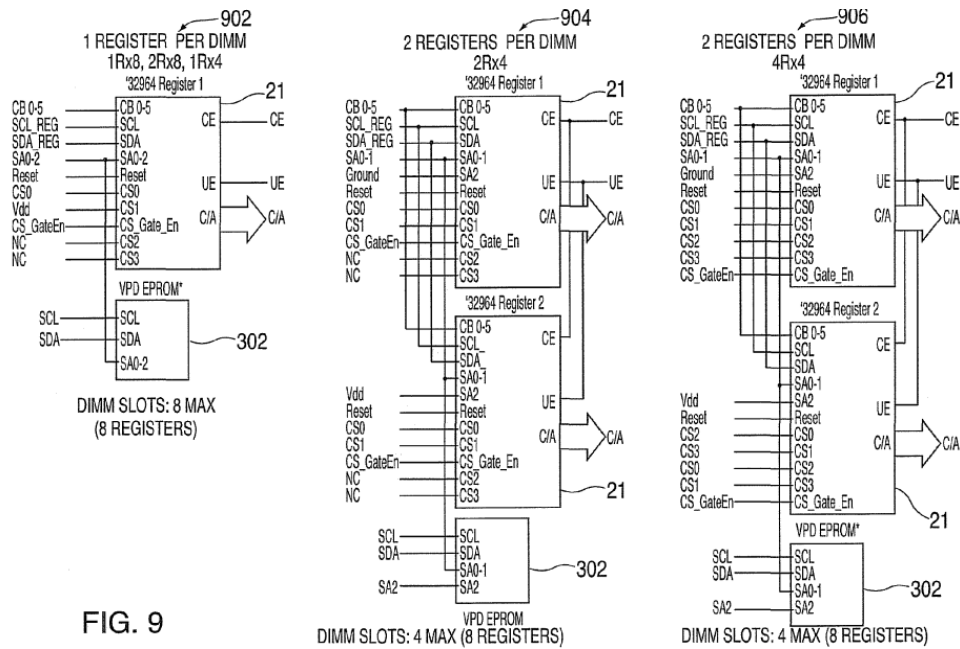 902
1 REGISTER PER DIMM
1Rx8, 2Rx8, 1Rx4
'32964 Register 1
21
CB 0-5 CB 0-5
SCL_REG SCL CE CE
SDA_REG SDA
SA0-2 SA0-2
Reset Reset UE UE
CS0 CS0
Vdd CS1
CS_GateEn CS_Gate_En C/A C/A
NC CS2
NC CS3
VPD EPROM*
SCL SCL
SDA SDA
302
SA0-2
DIMM SLOTS: 8 MAX
(8 REGISTERS)
904
2 REGISTERS PER DIMM
2Rx4
'32964 Register 1
21
CB 0-5 CB 0-5
SCL_REG SCL CE CE
SDA_REG SDA
SA0-1 SA0-1
Ground SA2 UE UE
Reset Reset
CS0 CS0
CS1 CS1 C/A C/A
CS_GateEn CS_Gate_En
NC CS2
NC CS3
'32964 Register 2
CB 0-5
SCL_ CE
SDA_
SA0-1
Vdd SA2
Reset Reset UE
CS0 CS0
CS1 CS1 C/A C/A
CS_GateEn CS_Gate_En
NC CS2
NC CS3
21
SCL SCL
SDA SDA
SA0-1 302
SA2 SA2
VPD EPROM
DIMM SLOTS: 4 MAX (8 REGISTERS)
906
2 REGISTERS PER DIMM
4Rx4
'32964 Register 1
21
CB 0-5 CB 0-5
SCL_REG SCL CE CE
SDA_REG SDA
SA0-1 SA0-1
Ground SA2 UE UE
Reset Reset
CS0 CS0
CS1 CS1 C/A C/A
CS2 CS2
CS3 CS3
CS_GateEn CS_Gate_En
'32964 Register 2
CB 0-5
SCL CE
SDA
SA0-1
Vdd SA2
Reset Reset UE
CS2 CS0
CS3 CS1 C/A C/A
CS0 CS2
CS1 CS3
CS_GateEn CS_Gate_En
21
VPD EPROM*
SCL SCL
SDA SDA
SA0-1 302
SA2 SA2
DIMM SLOTS: 4 MAX (8 REGISTERS)
FIG. 9